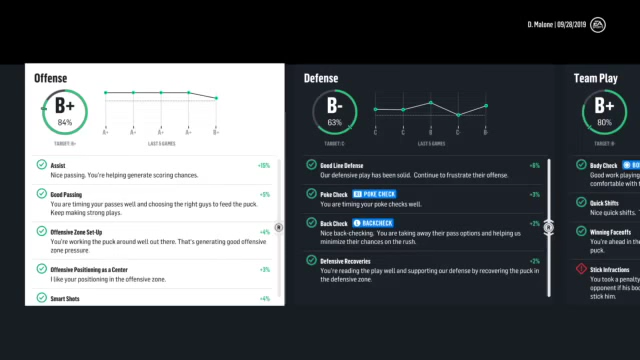 D. Malone | 09/28/2019
EA
Offense
B+
84%
A+ A+ A+ A+ B+
LAST 5 GAMES
Assist +15%
Nice passing. You're helping generate scoring chances.
Good Passing +5%
You are timing your passes well and choosing the right guys to feed the puck.
Keep making strong plays.
Offensive Zone Set-Up +4%
You're working the puck around well out there. That's generating good offensive
zone pressure.
Offensive Positioning as a Center +3%
I like your positioning in the offensive zone.
Smart Shots +4%
Defense
B-
63%
TARGET: C
C C B C- B-
LAST 5 GAMES
Good Line Defense
Our defensive play has been solid. Continue to frustrate their offense.
Poke Check POKE CHECK +3%
You are timing your poke checks well.
Back Check L BACKCHECK +2%
Nice back-checking. You are taking away their pass options and helping us
minimize their chances on the rush.
Defensive Recoveries
You're reading the play well and supporting our defense by recovering the puck in
the defensive zone.
Team Play
B+
80%
Body Check
Good work playing
comfortable with
Quick Shifts
Nice quick shifts.
Winning Faceoffs
You're ahead in the
puck.
Stick Infractions
You took a penalty
opponent if his bo
stick him.